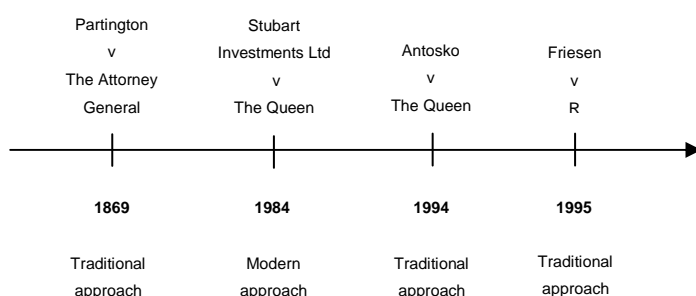 Partington
v
The Attorney
General
Stubart
Investments Ltd
v
The Queen
Antosko
v
The Queen
Friesen
v
R
1869
1984
1994
1995
Traditional
approach
Modern
approach
Traditional
approach
Traditional
approach